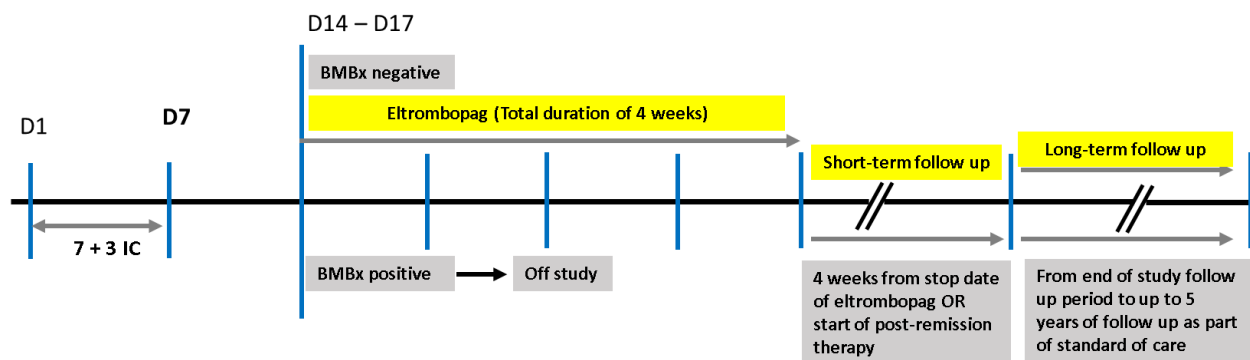 D14 – D17
BMBx negative
D7
Eltrombopag (Total duration of 4 weeks)
D1
Short-term follow up
Long-term follow up
7 + 3 IC
BMBx positive
Off study
4 weeks from stop date
of eltrombopag OR
start of post-remission
therapy
From end of study follow
up period to up to 5
years of follow up as part
of standard of care